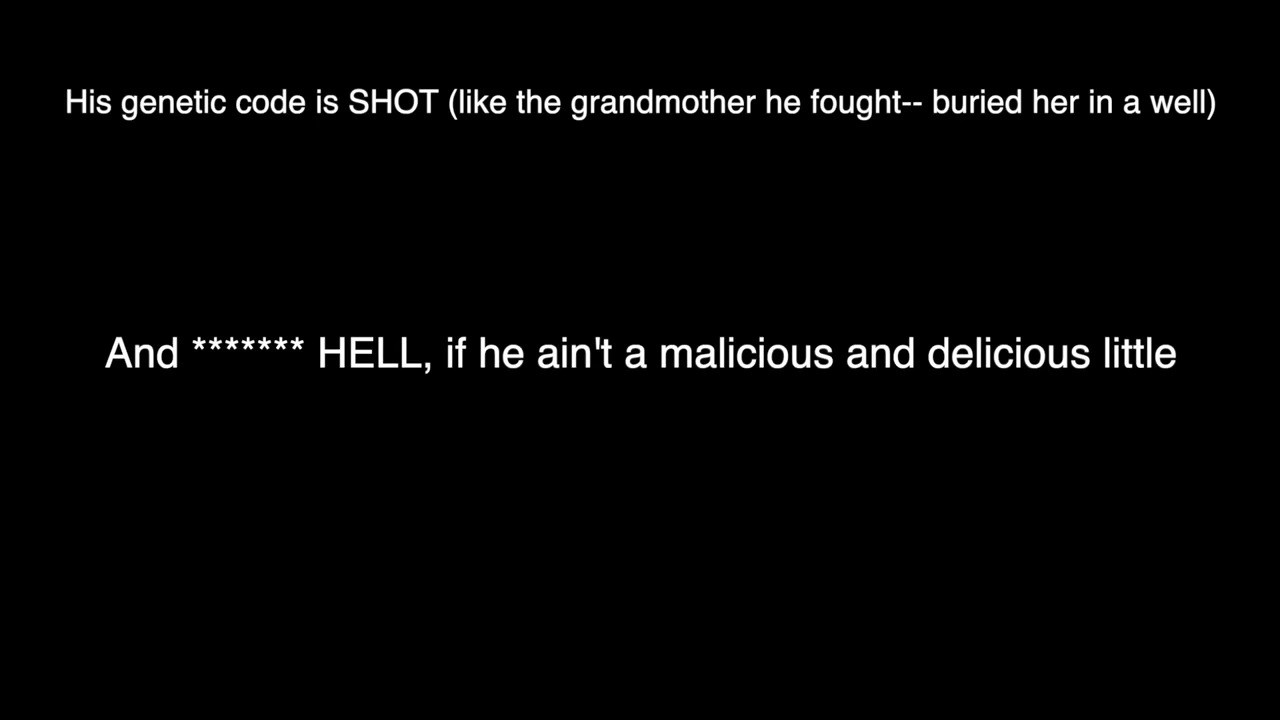 His genetic code is SHOT (like the grandmother he fought-- buried her in a well)
And ******* HELL, if he ain't a malicious and delicious little